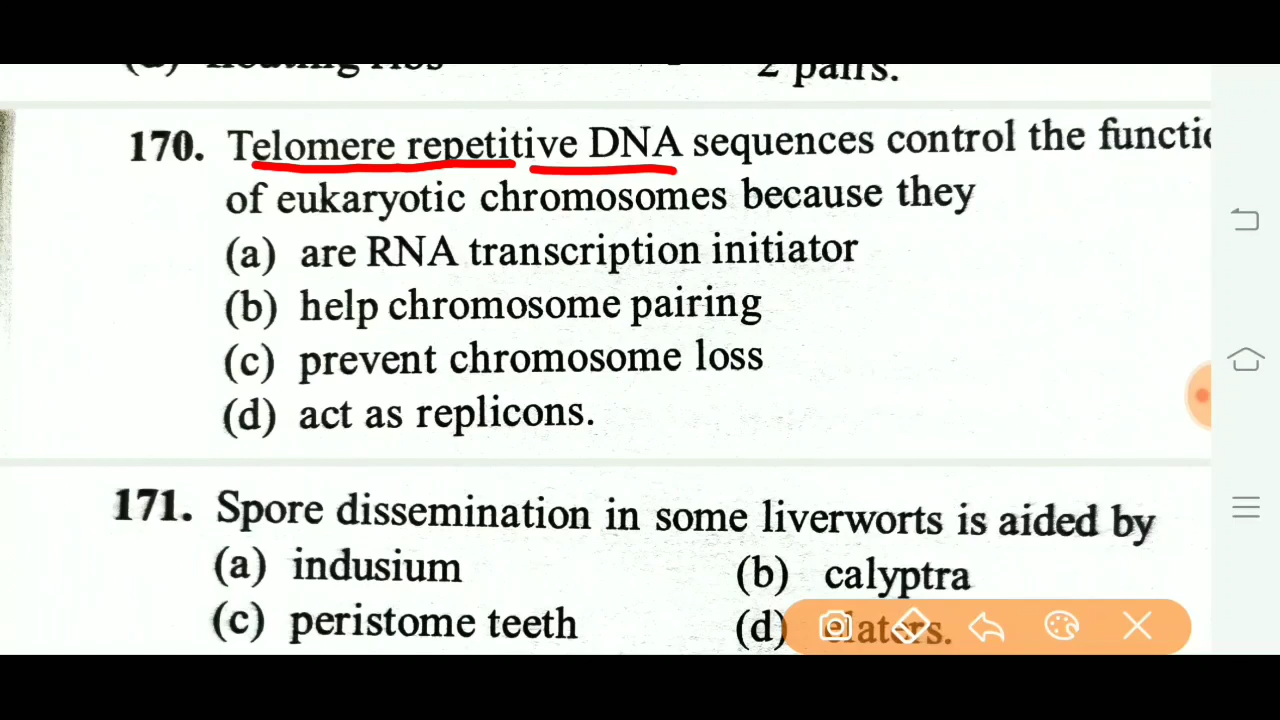 2 pairs.
170. Telomere repetitive DNA sequences control the functio
of eukaryotic chromosomes because they
(a) are RNA transcription initiator
(b) help chromosome pairing
(c) prevent chromosome loss
(d) act as replicons.
171. Spore dissemination in some liverworts is aided by
(a) indusium
(b) calyptra
(c) peristome teeth
(d) elaters.